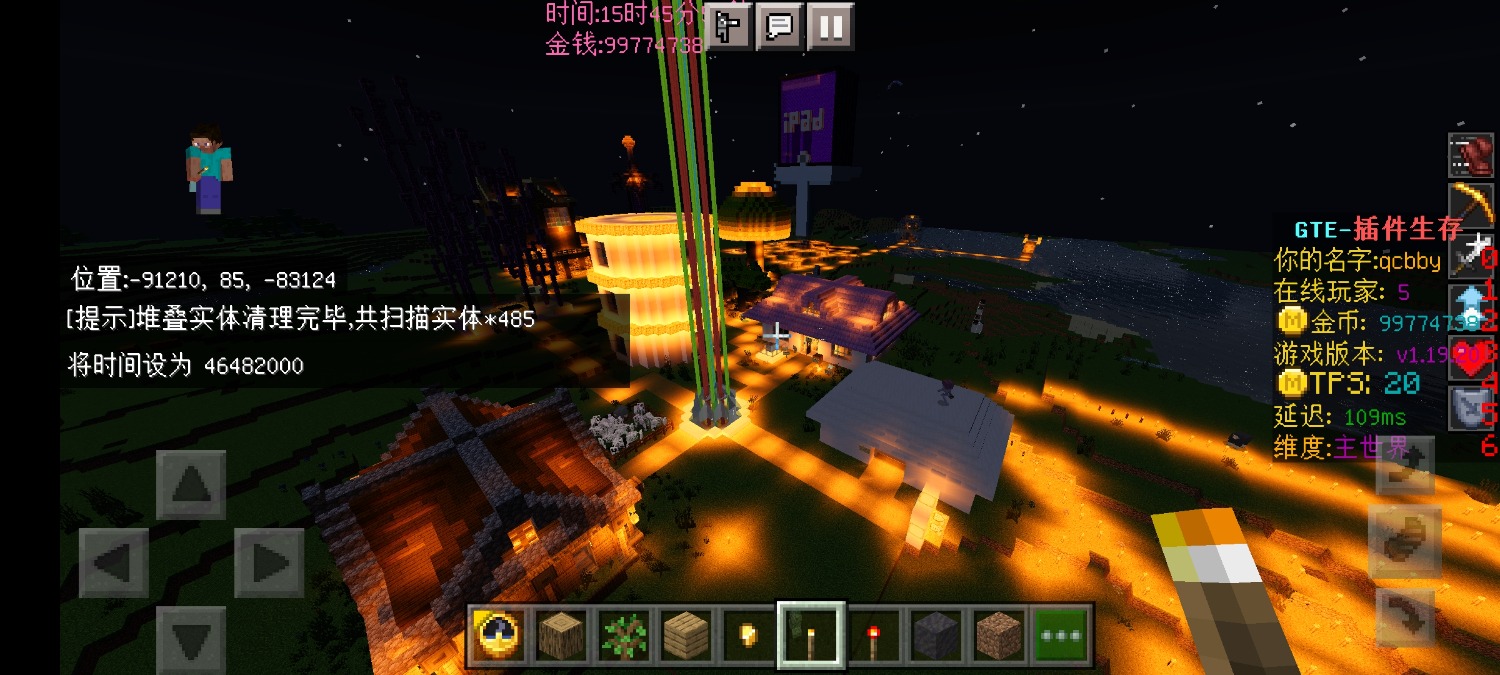 时间:15时45分
金钱:99774738
iPad
位置:-91210, 85, -83124
[提示]堆叠实体清理完毕,共扫描实体*485
将时间设为 46482000
GTE-插件生存
你的名字:qcbby
在线玩家: 5
金币: 99774738
游戏版本: v1.19
TPS: 20
延迟: 109ms
维度:主世界
0
1
2
3
4
5
6